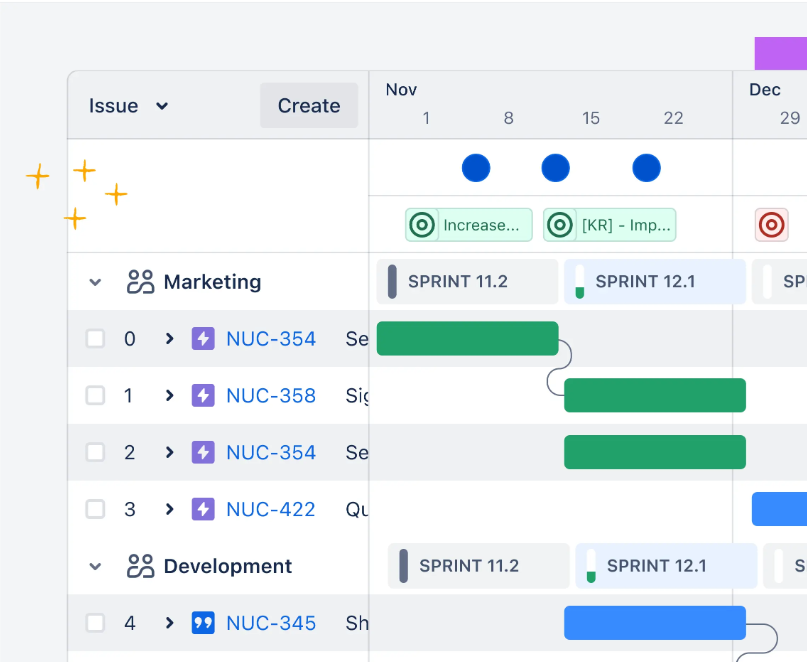 Issue Create Nov Dec
1 8 15 22 29
Increase... [KR] - Imp...
Marketing SPRINT 11.2 SPRINT 12.1 SP
0 NUC-354 Se
1 NUC-358 Sig
2 NUC-354 Se
3 NUC-422 Qu
Development SPRINT 11.2 SPRINT 12.1 S
4 NUC-345 Sh